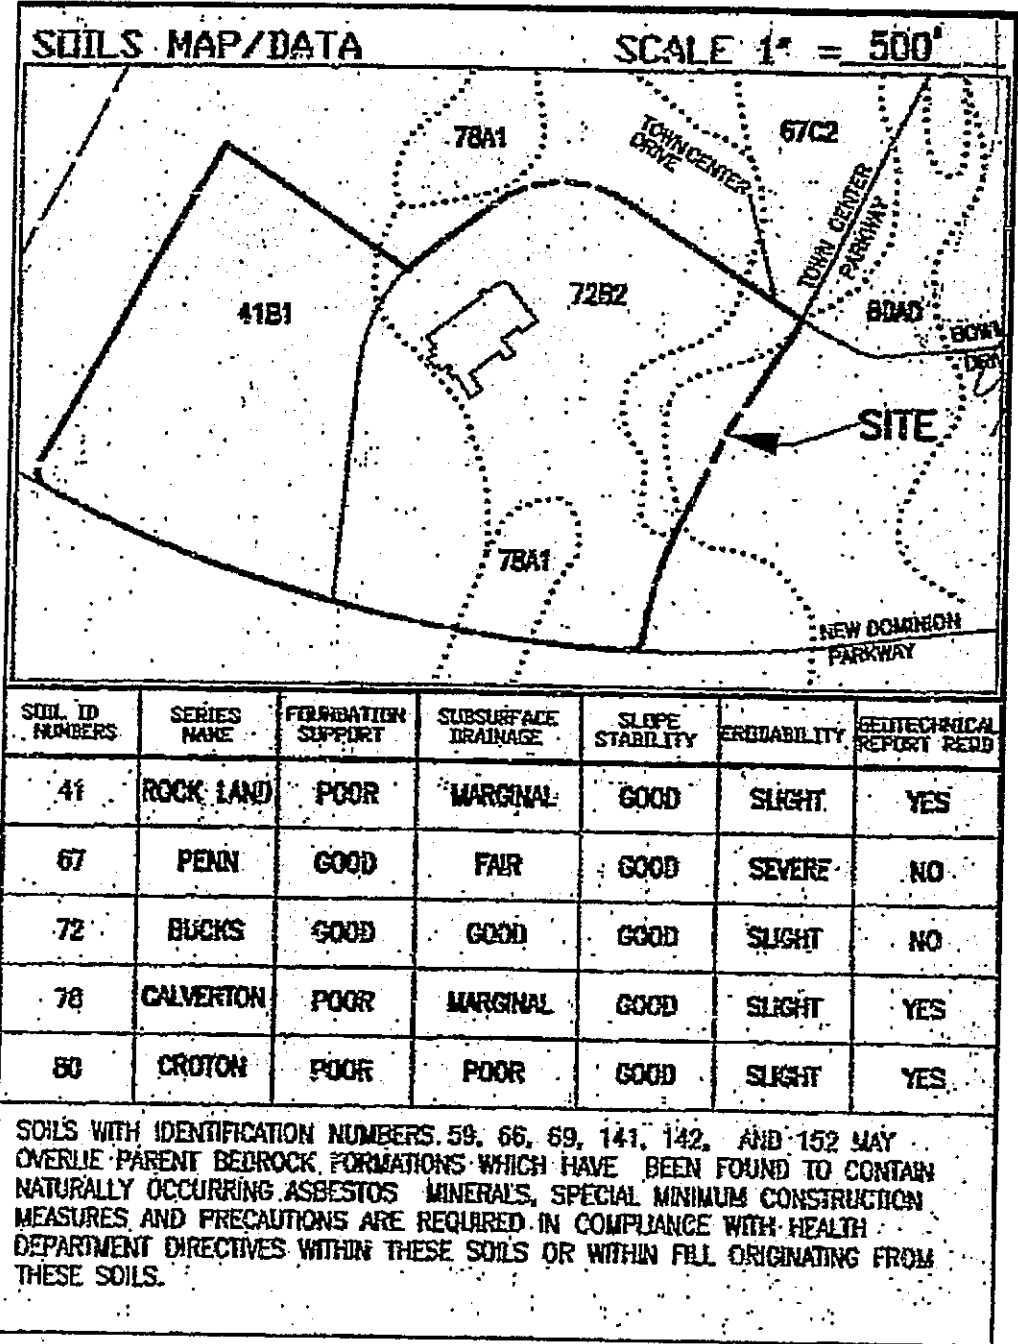 SOILS MAP/DATA
SCALE 1" = 500'
78A1
TOWN CENTER
DRIVE
67C2
TOWN CENTER
PARKWAY
41B1
72B2
80A0
SITE
78A1
NEW DOMINION
PARKWAY
SOIL ID
NUMBERS
SERIES
NAME
FOUNDATION
SUPPORT
SUBSURFACE
DRAINAGE
SLOPE
STABILITY
ERODABILITY
GEOTECHNICAL
REPORT REQD
41 ROCK LAND POOR MARGINAL GOOD SLIGHT YES
67 PENN GOOD FAIR GOOD SEVERE NO
72 BUCKS GOOD GOOD GOOD SLIGHT NO
78 CALVERTON POOR MARGINAL GOOD SLIGHT YES
80 CROTON POOR POOR GOOD SLIGHT YES
SOILS WITH IDENTIFICATION NUMBERS 59, 66, 69, 141, 142, AND 152 MAY
OVERLIE PARENT BEDROCK FORMATIONS WHICH HAVE BEEN FOUND TO CONTAIN
NATURALLY OCCURRING ASBESTOS MINERALS, SPECIAL MINIMUM CONSTRUCTION
MEASURES AND PRECAUTIONS ARE REQUIRED IN COMPLIANCE WITH HEALTH
DEPARTMENT DIRECTIVES WITHIN THESE SOILS OR WITHIN FILL ORIGINATING FROM
THESE SOILS.